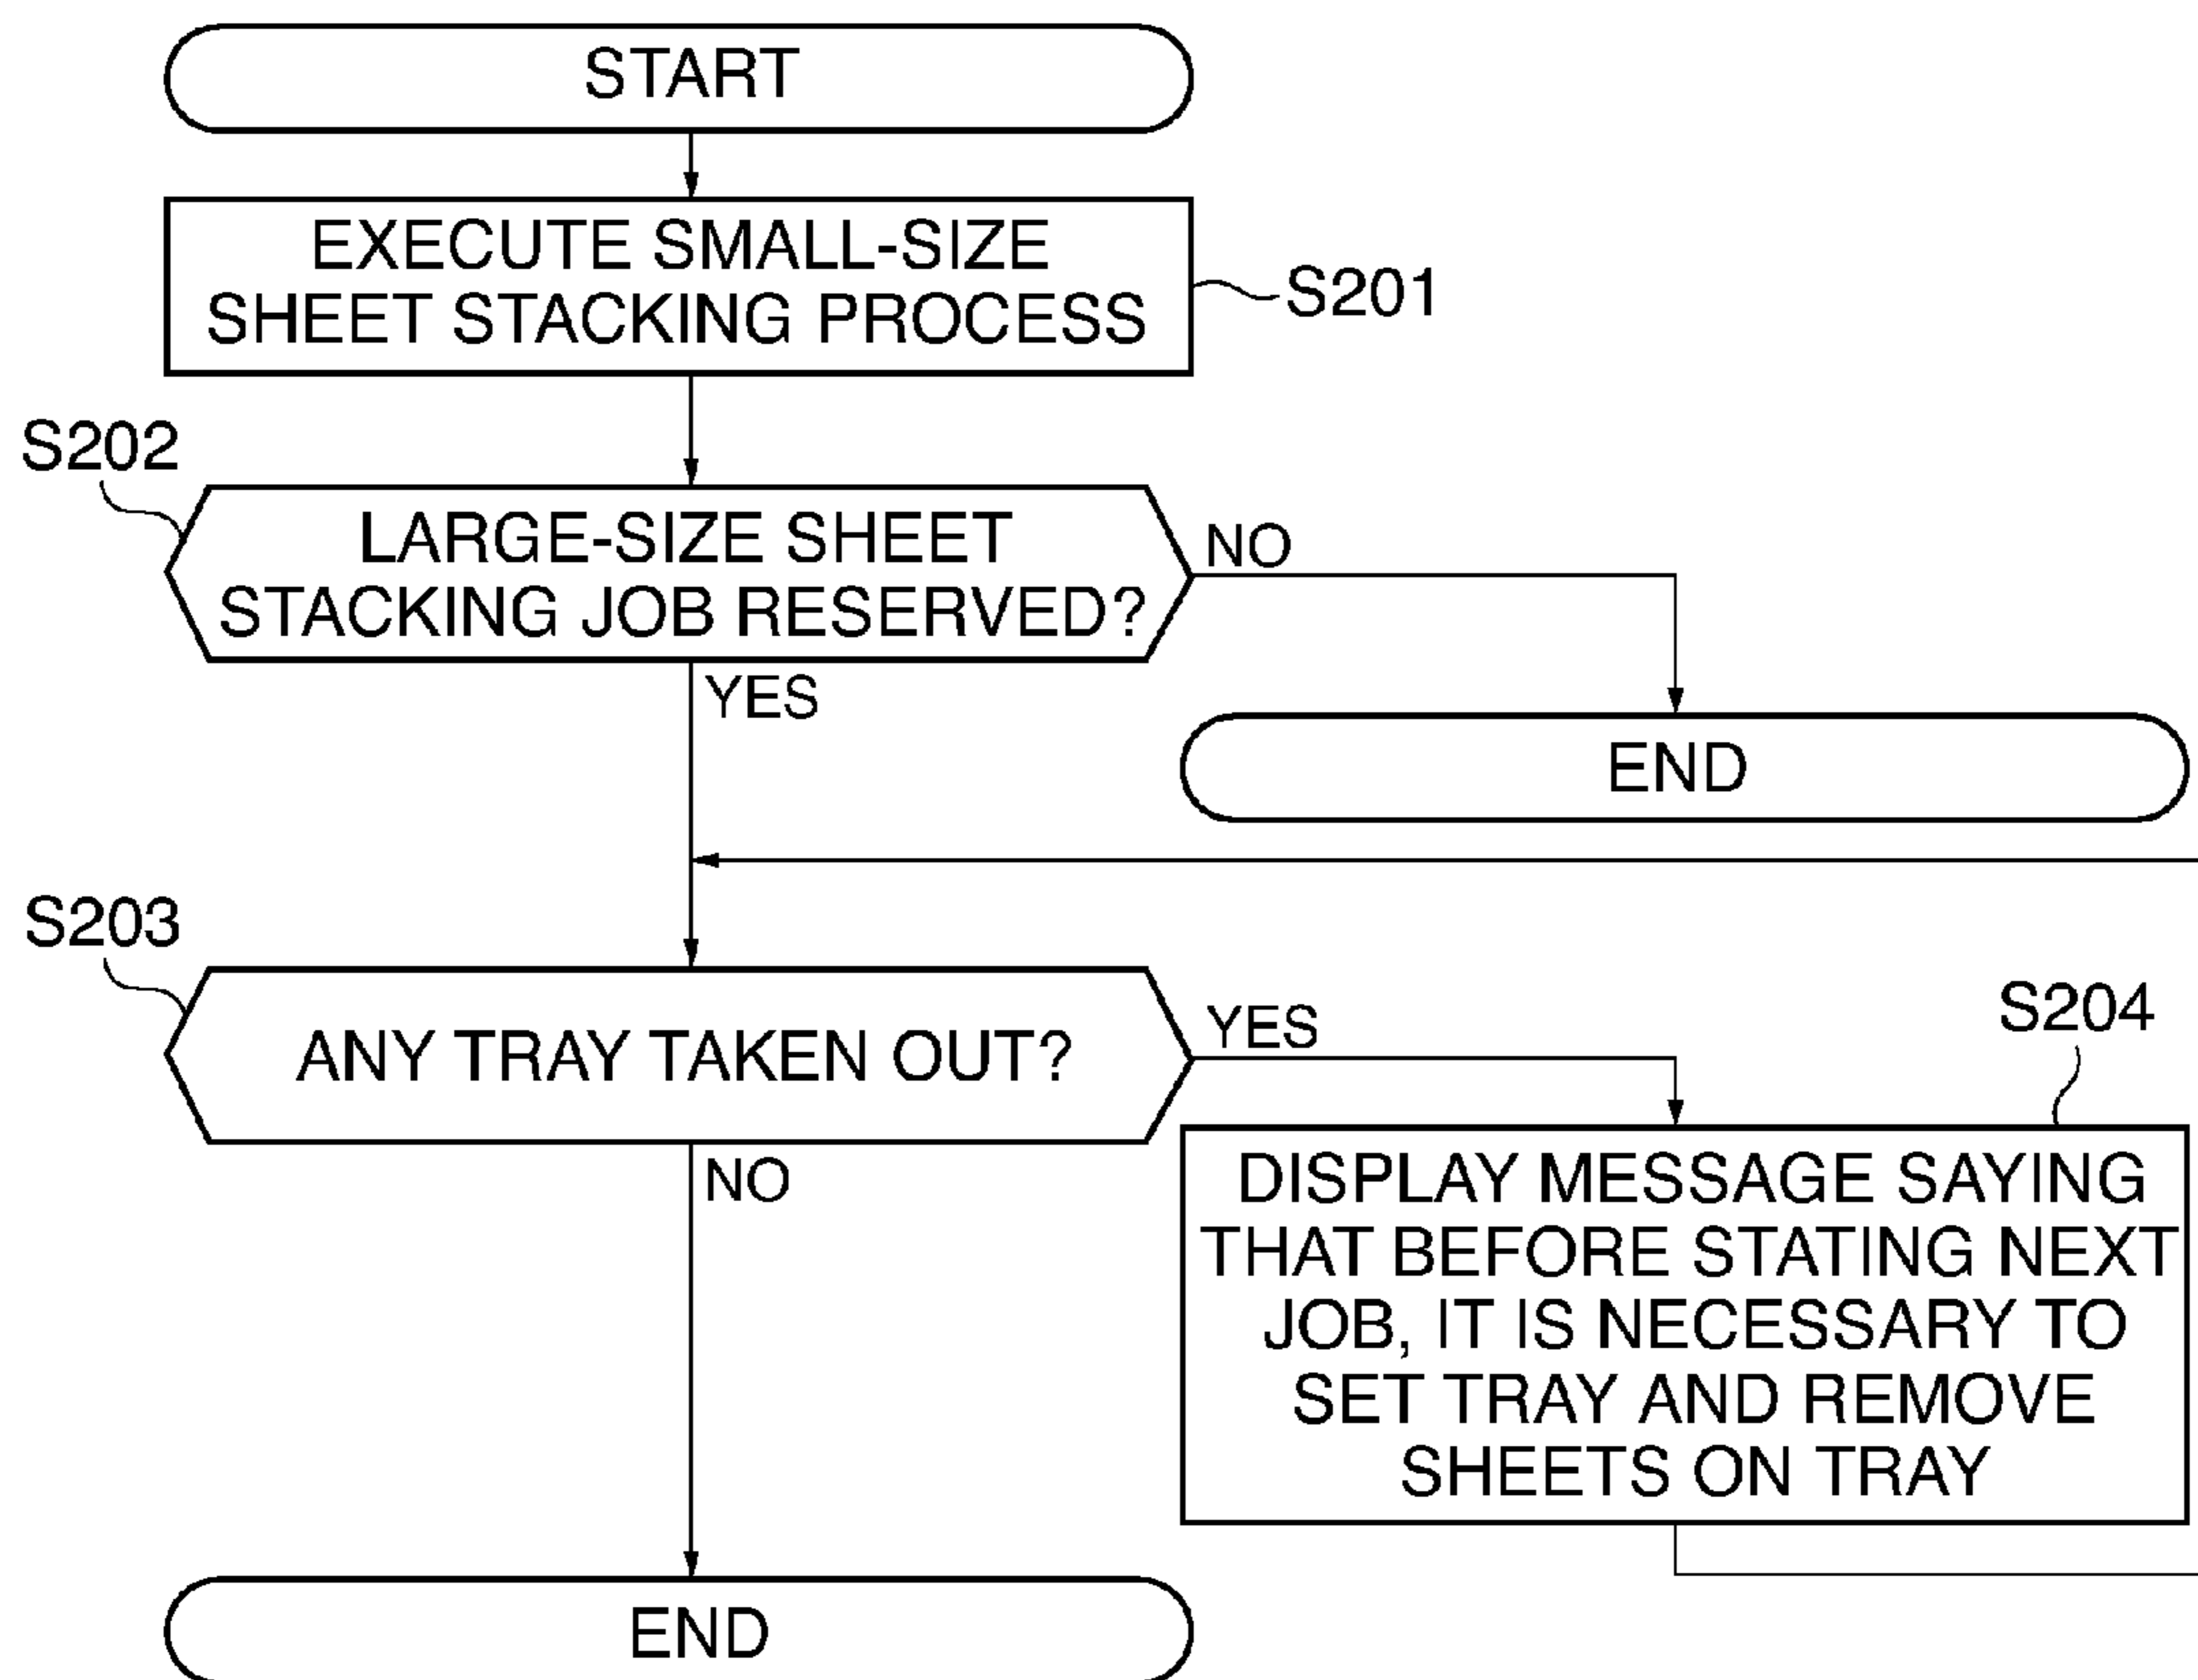 START
EXECUTE SMALL-SIZE
SHEET STACKING PROCESS
S201
S202
LARGE-SIZE SHEET
STACKING JOB RESERVED?
NO
YES
END
S203
ANY TRAY TAKEN OUT?
YES
S204
NO
DISPLAY MESSAGE SAYING
THAT BEFORE STATING NEXT
JOB, IT IS NECESSARY TO
SET TRAY AND REMOVE
SHEETS ON TRAY
END